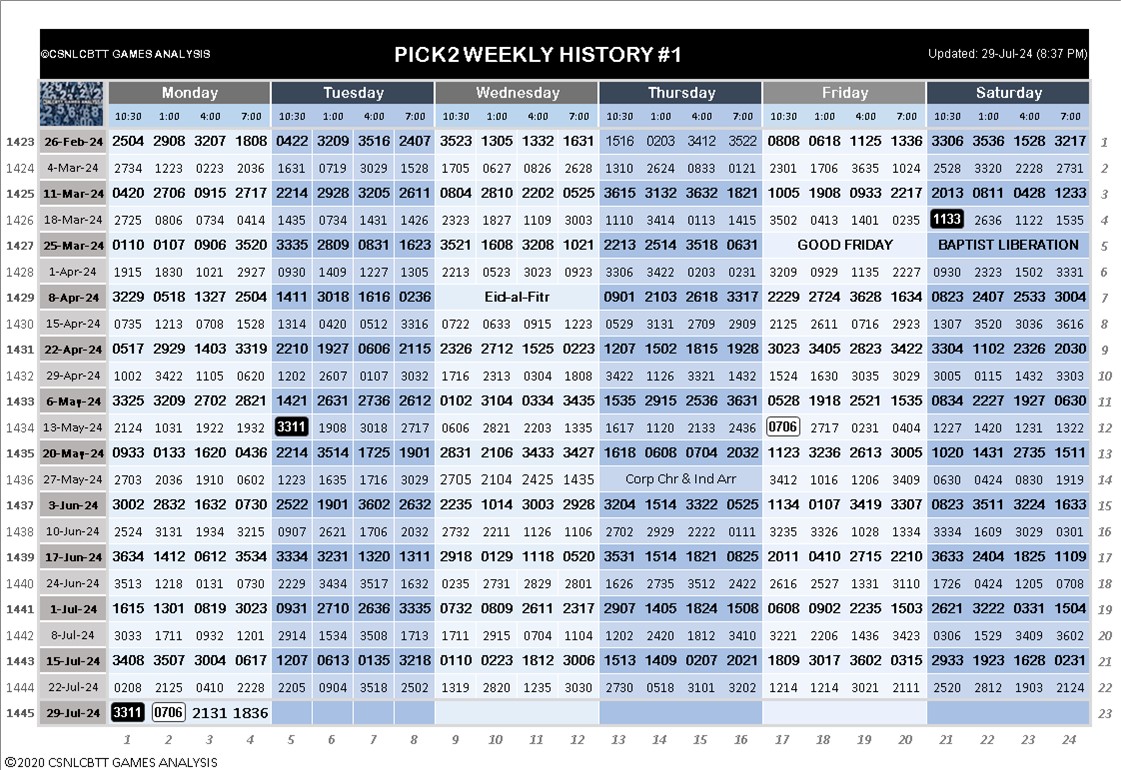 ©CSNLCBTT GAMES ANALYSIS PICK2 WEEKLY HISTORY #1 Updated: 29-Jul-24 (8:37 PM)
Monday Tuesday Wednesday Thursday Friday Saturday
10:30 1:00 4:00 7:00 10:30 1:00 4:00 7:00 10:30 1:00 4:00 7:00 10:30 1:00 4:00 7:00 10:30 1:00 4:00 7:00 10:30 1:00 4:00 7:00
1423 26-Feb-24 2504 2908 3207 1808 0422 3209 3516 2407 3523 1305 1332 1631 1516 0203 3412 3522 0808 0618 1125 1336 3306 3536 1528 3217 1
1424 4-Mar-24 2734 1223 0223 2036 1631 0719 3029 1528 1705 0627 0826 2628 1310 2624 0833 0121 2301 1706 3635 1024 2528 3320 2228 2731 2
1425 11-Mar-24 0420 2706 0915 2717 2214 2928 3205 2611 0804 2810 2202 0525 3615 3132 3632 1821 1005 1908 0933 2217 2013 0811 0428 1233 3
1426 18-Mar-24 2725 0806 0734 0414 1435 0734 1431 1426 2323 1827 1109 3003 1110 3414 0113 1415 3502 0413 1401 0235 1133 2636 1122 1535 4
1427 25-Mar-24 0110 0107 0906 3520 3335 2809 0831 1623 3521 1608 3208 1021 2213 2514 3518 0631 GOOD FRIDAY BAPTIST LIBERATION 5
1428 1-Apr-24 1915 1830 1021 2927 0930 1409 1227 1305 2213 0523 3023 0923 3306 3422 0203 0231 3209 0929 1135 2227 0930 2323 1502 3331 6
1429 8-Apr-24 3229 0518 1327 2504 1411 3018 1616 0236 Eid-al-Fitr 0901 2103 2618 3317 2229 2724 3628 1634 0823 2407 2533 3004 7
1430 15-Apr-24 0735 1213 0708 1528 1314 0420 0512 3316 0722 0633 0915 1223 0529 3131 2709 2909 2125 2611 0719 2923 1307 3520 3036 3616 8
1431 22-Apr-24 0517 2929 1403 3319 2210 1927 0606 2115 2326 2712 1525 0223 1207 1502 1815 1928 3023 3405 2823 3422 3304 1102 2326 2030 9
1432 29-Apr-24 1002 3422 1105 0620 1202 2607 0107 3032 1716 2313 0304 1808 3422 1126 3321 1432 1524 1630 3035 3029 3005 0115 1432 3303 10
1433 6-May-24 3325 3209 2702 2821 1421 2631 2736 2612 0102 3104 0334 3435 1535 2915 2536 3631 0528 1918 2521 1535 0834 2227 1927 0630 11
1434 13-May-24 2124 1031 1922 1932 3311 1908 3018 2717 0606 2821 2203 1335 1617 1120 2133 2436 0706 2717 0231 0404 1227 1420 1231 1322 12
1435 20-May-24 0933 0133 1620 0436 2214 3514 1725 1901 2831 2106 3433 3427 1618 0608 0704 2032 1123 3236 2613 3005 1020 1431 2735 1511 13
1436 27-May-24 2703 2036 1910 0602 1223 1635 1716 3029 2705 2104 2425 1435 Corp Chr & Ind Arr 3412 1016 1206 3409 0630 0424 0830 1919 14
1437 3-Jun-24 3002 2832 1632 0730 2522 1901 3602 2632 2235 1014 3003 2928 3204 1514 3322 0525 1134 0107 3419 3307 0823 3511 3224 1633 15
1438 10-Jun-24 2524 3131 1934 3215 0907 2621 1706 2032 2732 2211 1126 1106 2702 2929 2222 0111 3235 3326 1028 1334 3334 1609 3029 0301 16
1439 17-Jun-24 3634 1412 0612 3534 3334 3231 1320 1311 2918 0129 1118 0520 3531 1514 1821 0825 2011 0410 2715 2210 3633 2404 1825 1109 17
1440 24-Jun-24 3513 1218 0131 0730 2229 3434 3517 1632 0235 2731 2829 2801 1626 2735 3512 2422 2616 2527 1331 3110 1726 0424 1205 0708 18
1441 1-Jul-24 1615 1301 0819 3023 0931 2710 2636 3335 0732 0809 2611 2317 2907 1405 1824 1508 0608 0902 2235 1503 2621 3222 0331 1504 19
1442 8-Jul-24 3033 1711 0932 1201 2914 1534 3508 1713 1711 2915 0704 1104 1202 2420 1812 3410 3221 2206 1436 3423 0306 1529 3409 3602 20
1443 15-Jul-24 3408 3507 3004 0617 1207 0613 0135 3218 0110 0223 1812 3006 1513 1409 0207 2021 1809 3017 3602 0315 2933 1923 1628 0231 21
1444 22-Jul-24 0208 2125 0410 2228 2205 0904 3518 2502 1319 2820 1235 3030 2730 0518 3101 3202 1214 1214 3021 2111 2520 2812 1903 2124 22
1445 29-Jul-24 3311 0706 2131 1836 23
1 2 3 4 5 6 7 8 9 10 11 12 13 14 15 16 17 18 19 20 21 22 23 24
©2020 CSNLCBTT GAMES ANALYSIS